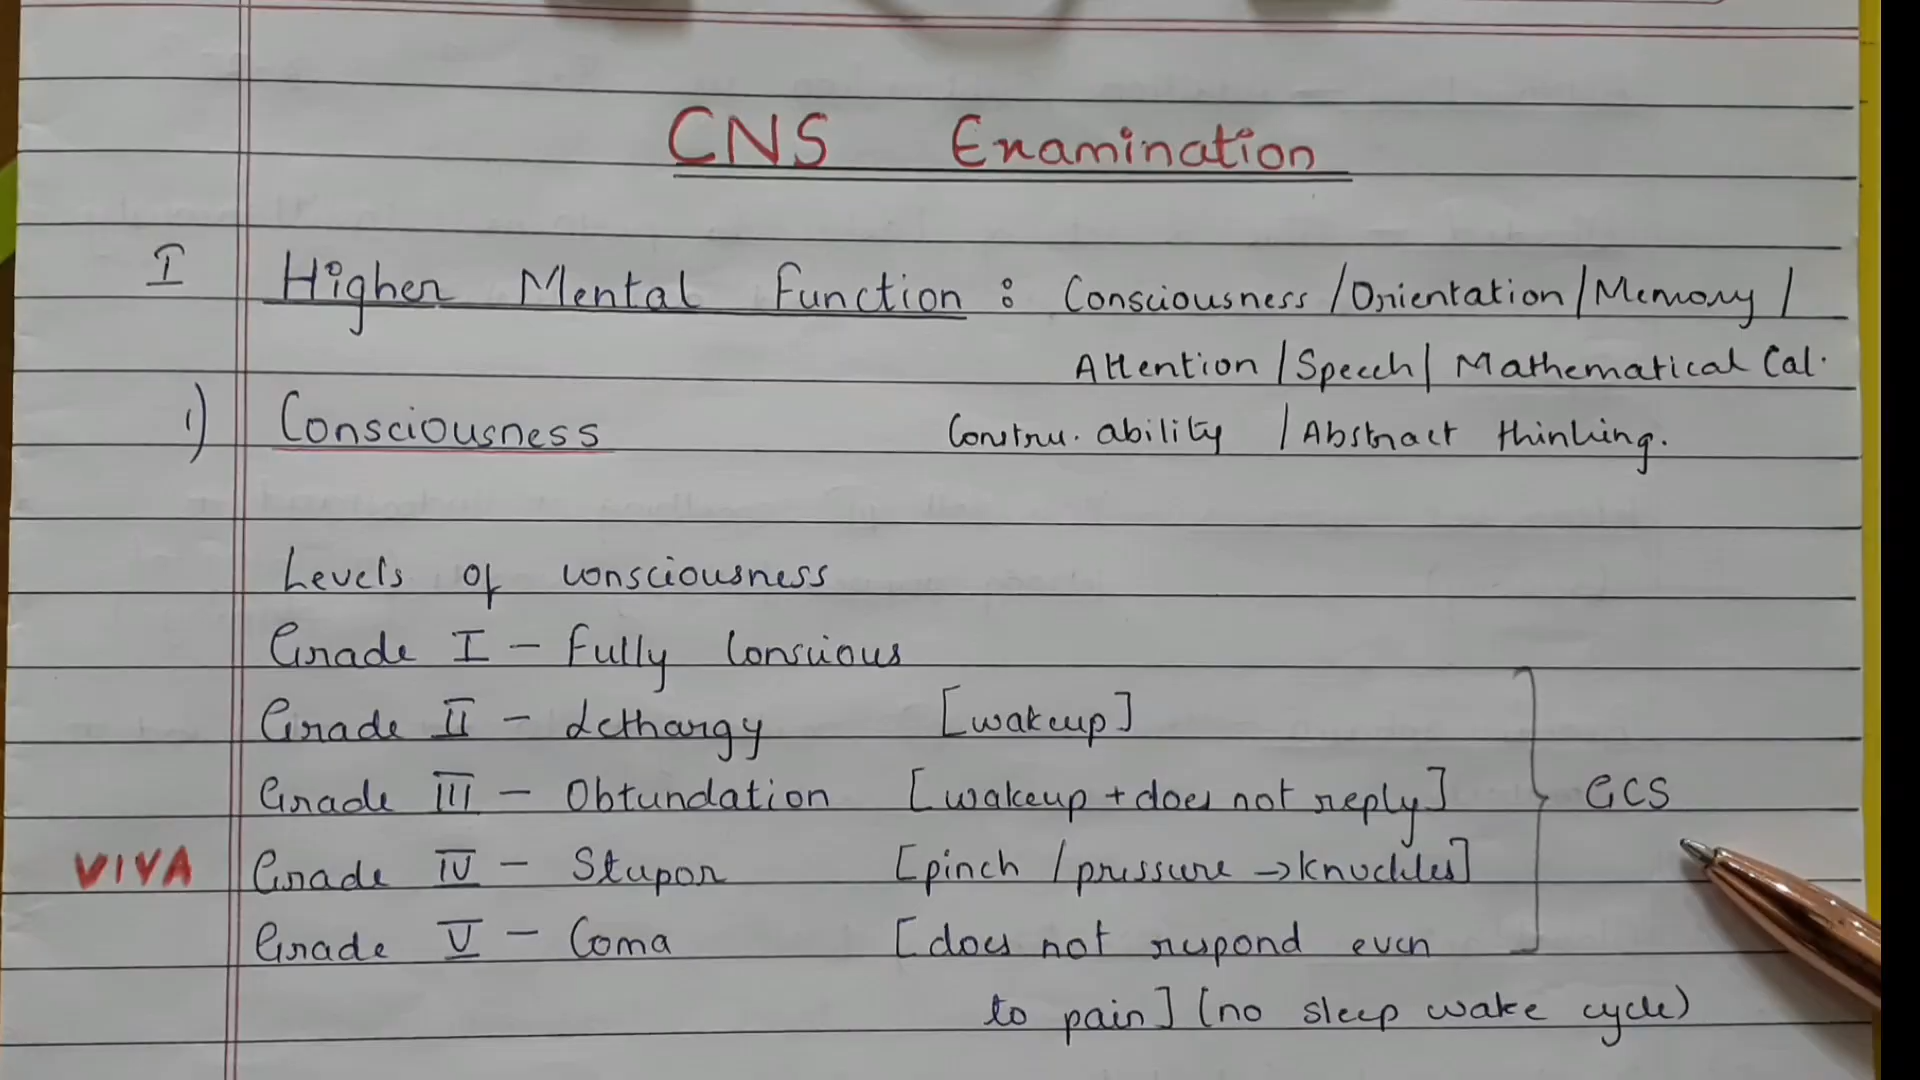 CNS Examination
I Higher Mental Function : Consciousness / Orientation / Memory /
Attention / Speech / Mathematical Cal.
1) Consciousness Constru. ability / Abstract thinking.
Levels of consciousness
Grade I - Fully Conscious
Grade II - Lethargy [wakeup]
Grade III - Obtundation [wakeup + does not reply] GCS
VIVA Grade IV - Stupor [pinch / pressure → knuckles]
Grade V - Coma [does not respond even
to pain] (no sleep wake cycle)